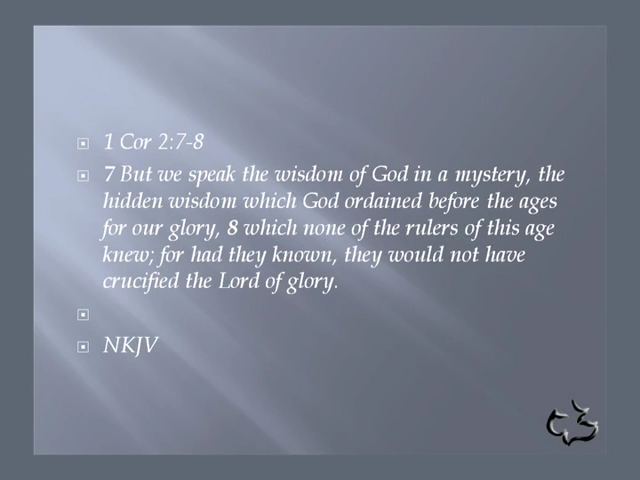 1 Cor 2:7-8
7 But we speak the wisdom of God in a mystery, the
hidden wisdom which God ordained before the ages
for our glory, 8 which none of the rulers of this age
knew; for had they known, they would not have
crucified the Lord of glory.
NKJV